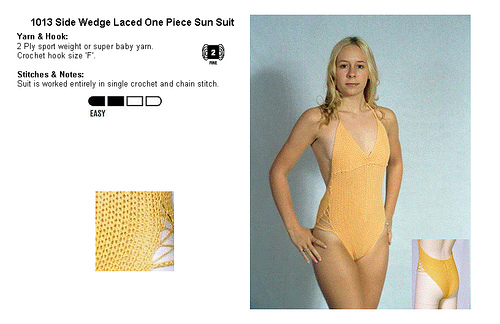 1013 Side Wedge Laced One Piece Sun Suit
Yarn & Hook:
2 Ply sport weight or super baby yarn.
Crochet hook size "F".
2
FINE
Stitches & Notes:
Suit is worked entirely in single crochet and chain stitch.
EASY